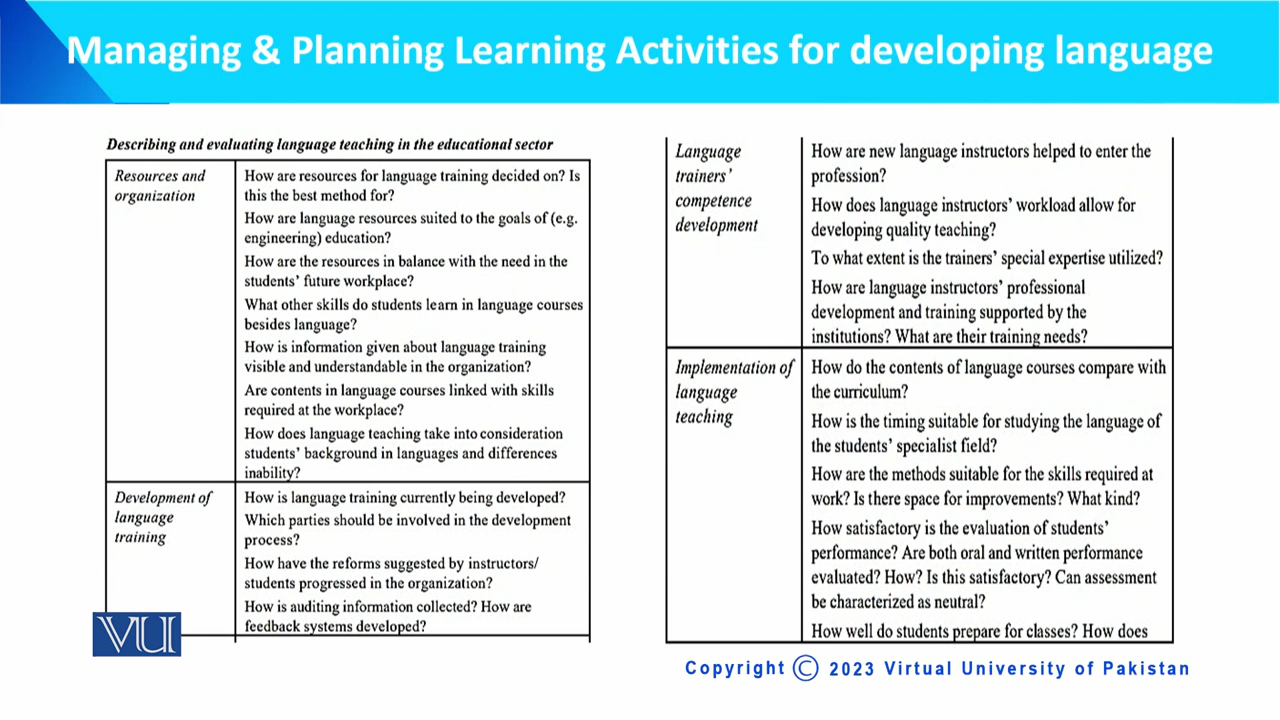 Managing & Planning Learning Activities for developing language
Describing and evaluating language teaching in the educational sector
Resources and
organization
How are resources for language training decided on? Is
this the best method for?
How are language resources suited to the goals of (e.g.
engineering) education?
How are the resources in balance with the need in the
students' future workplace?
What other skills do students learn in language courses
besides language?
How is information given about language training
visible and understandable in the organization?
Are contents in language courses linked with skills
required at the workplace?
How does language teaching take into consideration
students' background in languages and differences
inability?
Development of
language
training
How is language training currently being developed?
Which parties should be involved in the development
process?
How have the reforms suggested by instructors/
students progressed in the organization?
How is auditing information collected? How are
feedback systems developed?
Language
trainers'
competence
development
How are new language instructors helped to enter the
profession?
How does language instructors' workload allow for
developing quality teaching?
To what extent is the trainers' special expertise utilized?
How are language instructors' professional
development and training supported by the
institutions? What are their training needs?
Implementation of
language
teaching
How do the contents of language courses compare with
the curriculum?
How is the timing suitable for studying the language of
the students' specialist field?
How are the methods suitable for the skills required at
work? Is there space for improvements? What kind?
How satisfactory is the evaluation of students'
performance? Are both oral and written performance
evaluated? How? Is this satisfactory? Can assessment
be characterized as neutral?
How well do students prepare for classes? How does
VU
Copyright © 2023 Virtual University of Pakistan